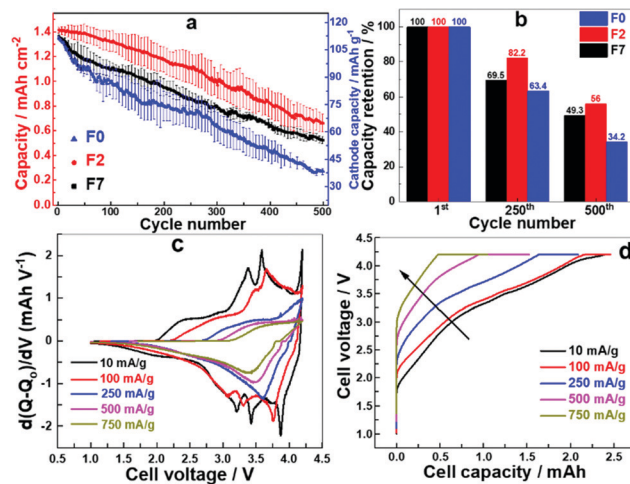 a
Capacity / mAh cm⁻²
1.4
1.2
1.0
0.8
0.6
0.4
0.2
0.0
Cathode capacity / mAh g⁻¹
120
105
90
75
60
45
30
F0
F2
F7
0 100 200 300 400 500
Cycle number
b
F0
F2
F7
Capacity retention / %
100
80
60
40
20
0
100 100 100
69.5 82.2 63.4
49.3 56 34.2
1st 250th 500th
Cycle number
c
d(Q-Qo)/dV (mAh V⁻¹)
2
1
0
-1
-2
10 mA/g
100 mA/g
250 mA/g
500 mA/g
750 mA/g
0.5 1.0 1.5 2.0 2.5 3.0 3.5 4.0 4.5
Cell voltage / V
d
Cell voltage / V
4.0
3.5
3.0
2.5
2.0
1.5
1.0
10 mA/g
100 mA/g
250 mA/g
500 mA/g
750 mA/g
0.0 0.5 1.0 1.5 2.0 2.5
Cell capacity / mAh